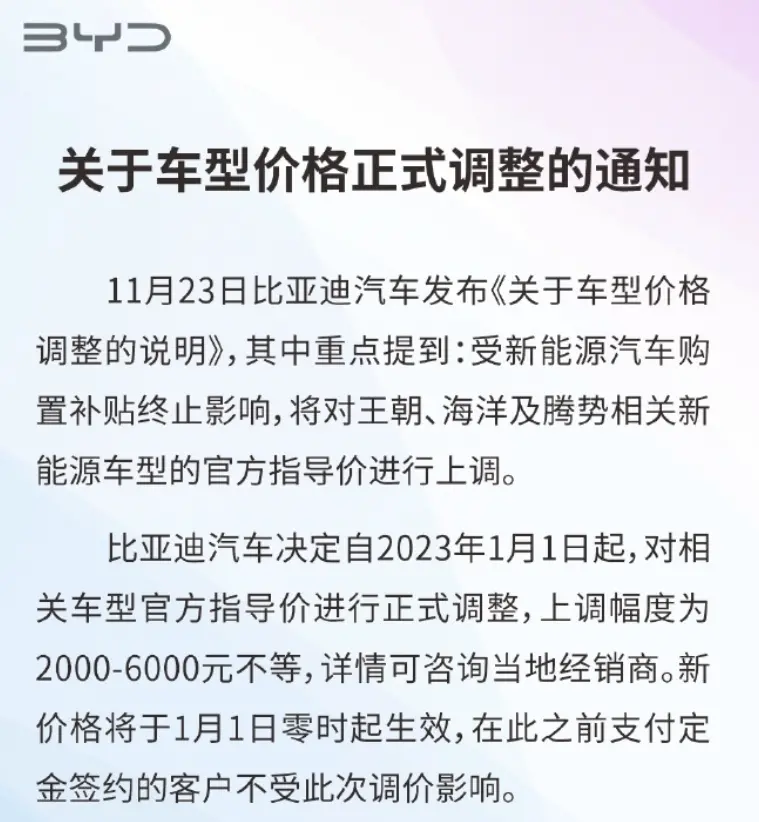 BYD
关于车型价格正式调整的通知
11月23日比亚迪汽车发布《关于车型价格
调整的说明》，其中重点提到：受新能源汽车购
置补贴终止影响，将对王朝、海洋及腾势相关新
能源车型的官方指导价进行上调。
比亚迪汽车决定自2023年1月1日起，对相
关车型官方指导价进行正式调整，上调幅度为
2000-6000元不等，详情可咨询当地经销商。新
价格将于1月1日零时起生效，在此之前支付定
金签约的客户不受此次调价影响。